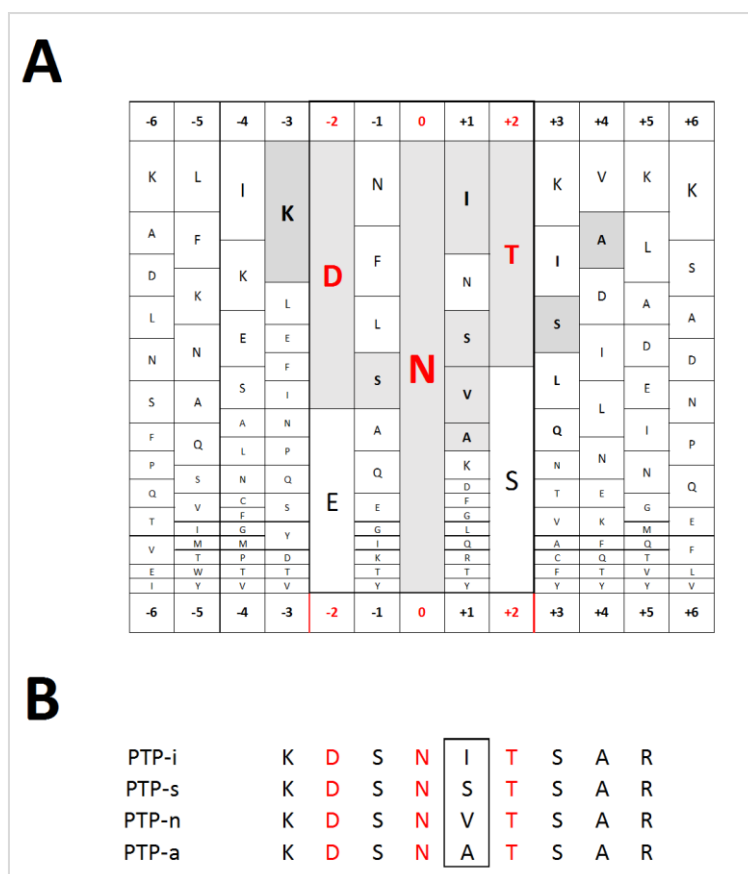 A
-6 -5 -4 -3 -2 -1 0 +1 +2 +3 +4 +5 +6
K A D L N S F P Q T V E I
L F K N A Q S V I M T W Y
I K E S A L N C F G M P T V
K L E F I N P Q S Y D T V
D E
N F L S A Q E G I K T Y
N
I N S V A K D F G L Q R T Y
T S
K I S L Q N T V A C F Y
V A D I L N E K F Q T Y
K L A D E I N G M Q T V Y
K S A D N P Q E F L V
-6 -5 -4 -3 -2 -1 0 +1 +2 +3 +4 +5 +6
B
PTP-i K D S N I T S A R
PTP-s K D S N S T S A R
PTP-n K D S N V T S A R
PTP-a K D S N A T S A R